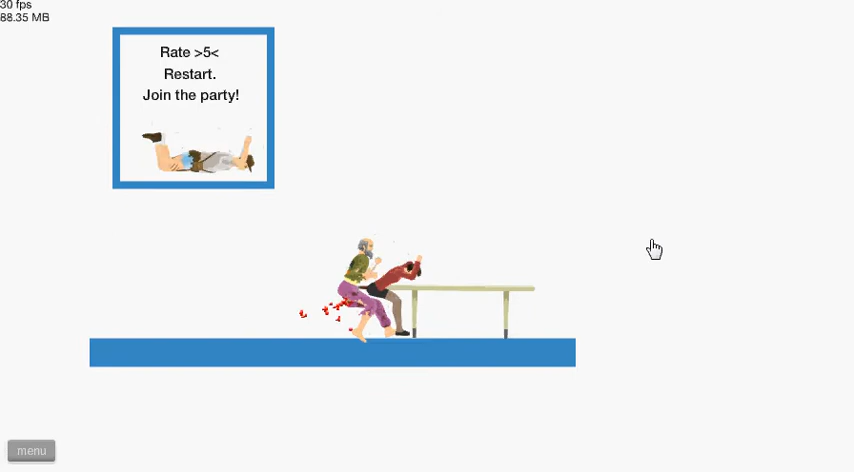 30 fps
88.35 MB
Rate >5<
Restart.
Join the party!
menu